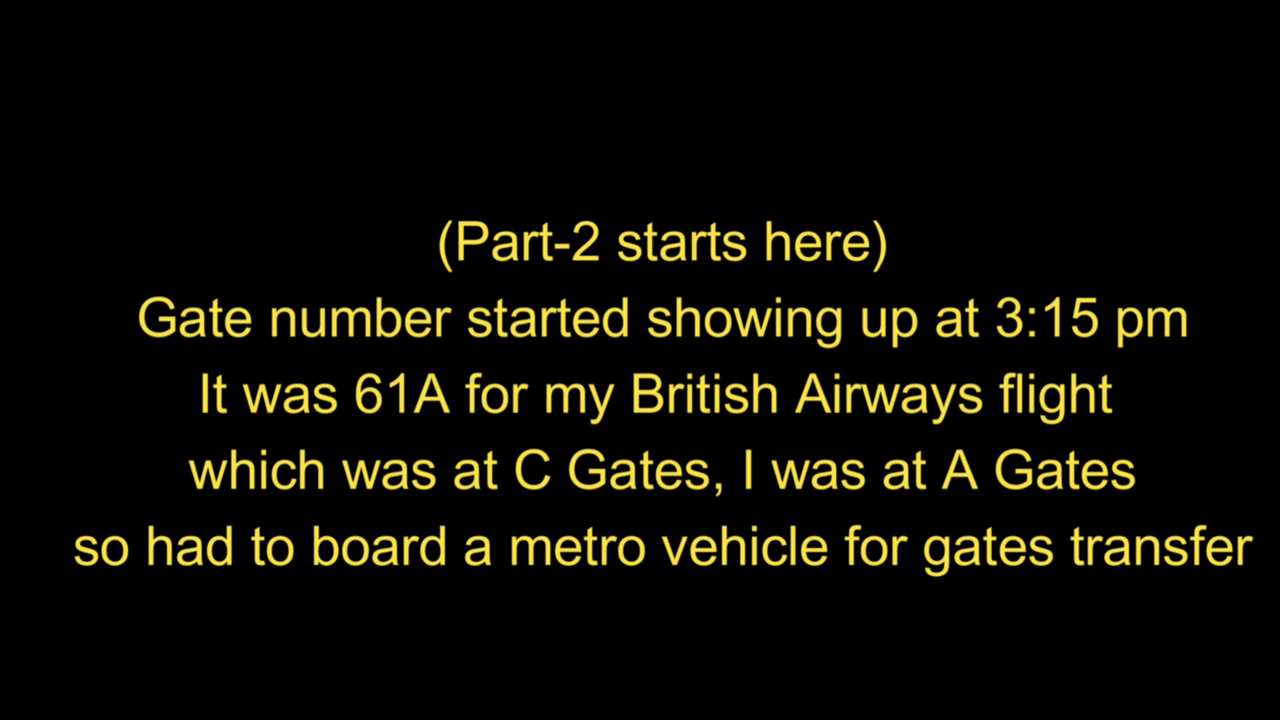 (Part-2 starts here)
Gate number started showing up at 3:15 pm
It was 61A for my British Airways flight
which was at C Gates, I was at A Gates
so had to board a metro vehicle for gates transfer